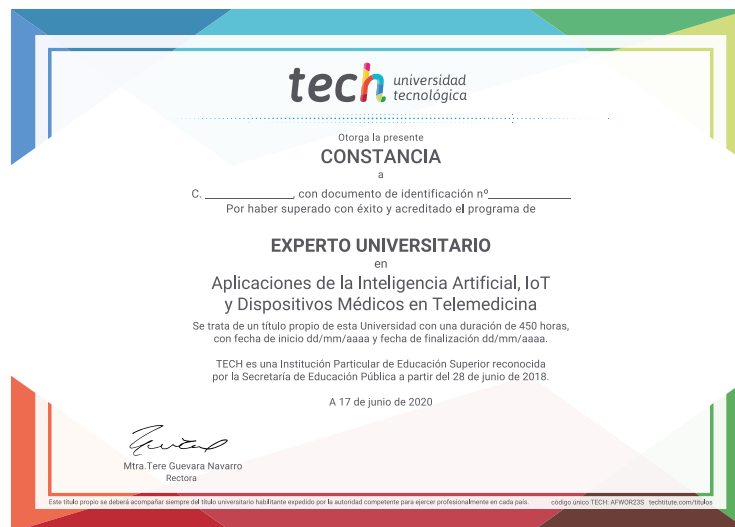 tech universidad
tecnológica
Otorga la presente
CONSTANCIA
a
C. ______________, con documento de identificación nº______________
Por haber superado con éxito y acreditado el programa de
EXPERTO UNIVERSITARIO
en
Aplicaciones de la Inteligencia Artificial, IoT
y Dispositivos Médicos en Telemedicina
Se trata de un título propio de esta Universidad con una duración de 450 horas,
con fecha de inicio dd/mm/aaaa y fecha de finalización dd/mm/aaaa.
TECH es una Institución Particular de Educación Superior reconocida
por la Secretaría de Educación Pública a partir del 28 de junio de 2018.
A 17 de junio de 2020
Mtra.Tere Guevara Navarro
Rectora
Este título propio se deberá acompañar siempre del título universitario habilitante expedido por la autoridad competente para ejercer profesionalmente en cada país. código único TECH: AFWOR23S techtitute.com/titulos